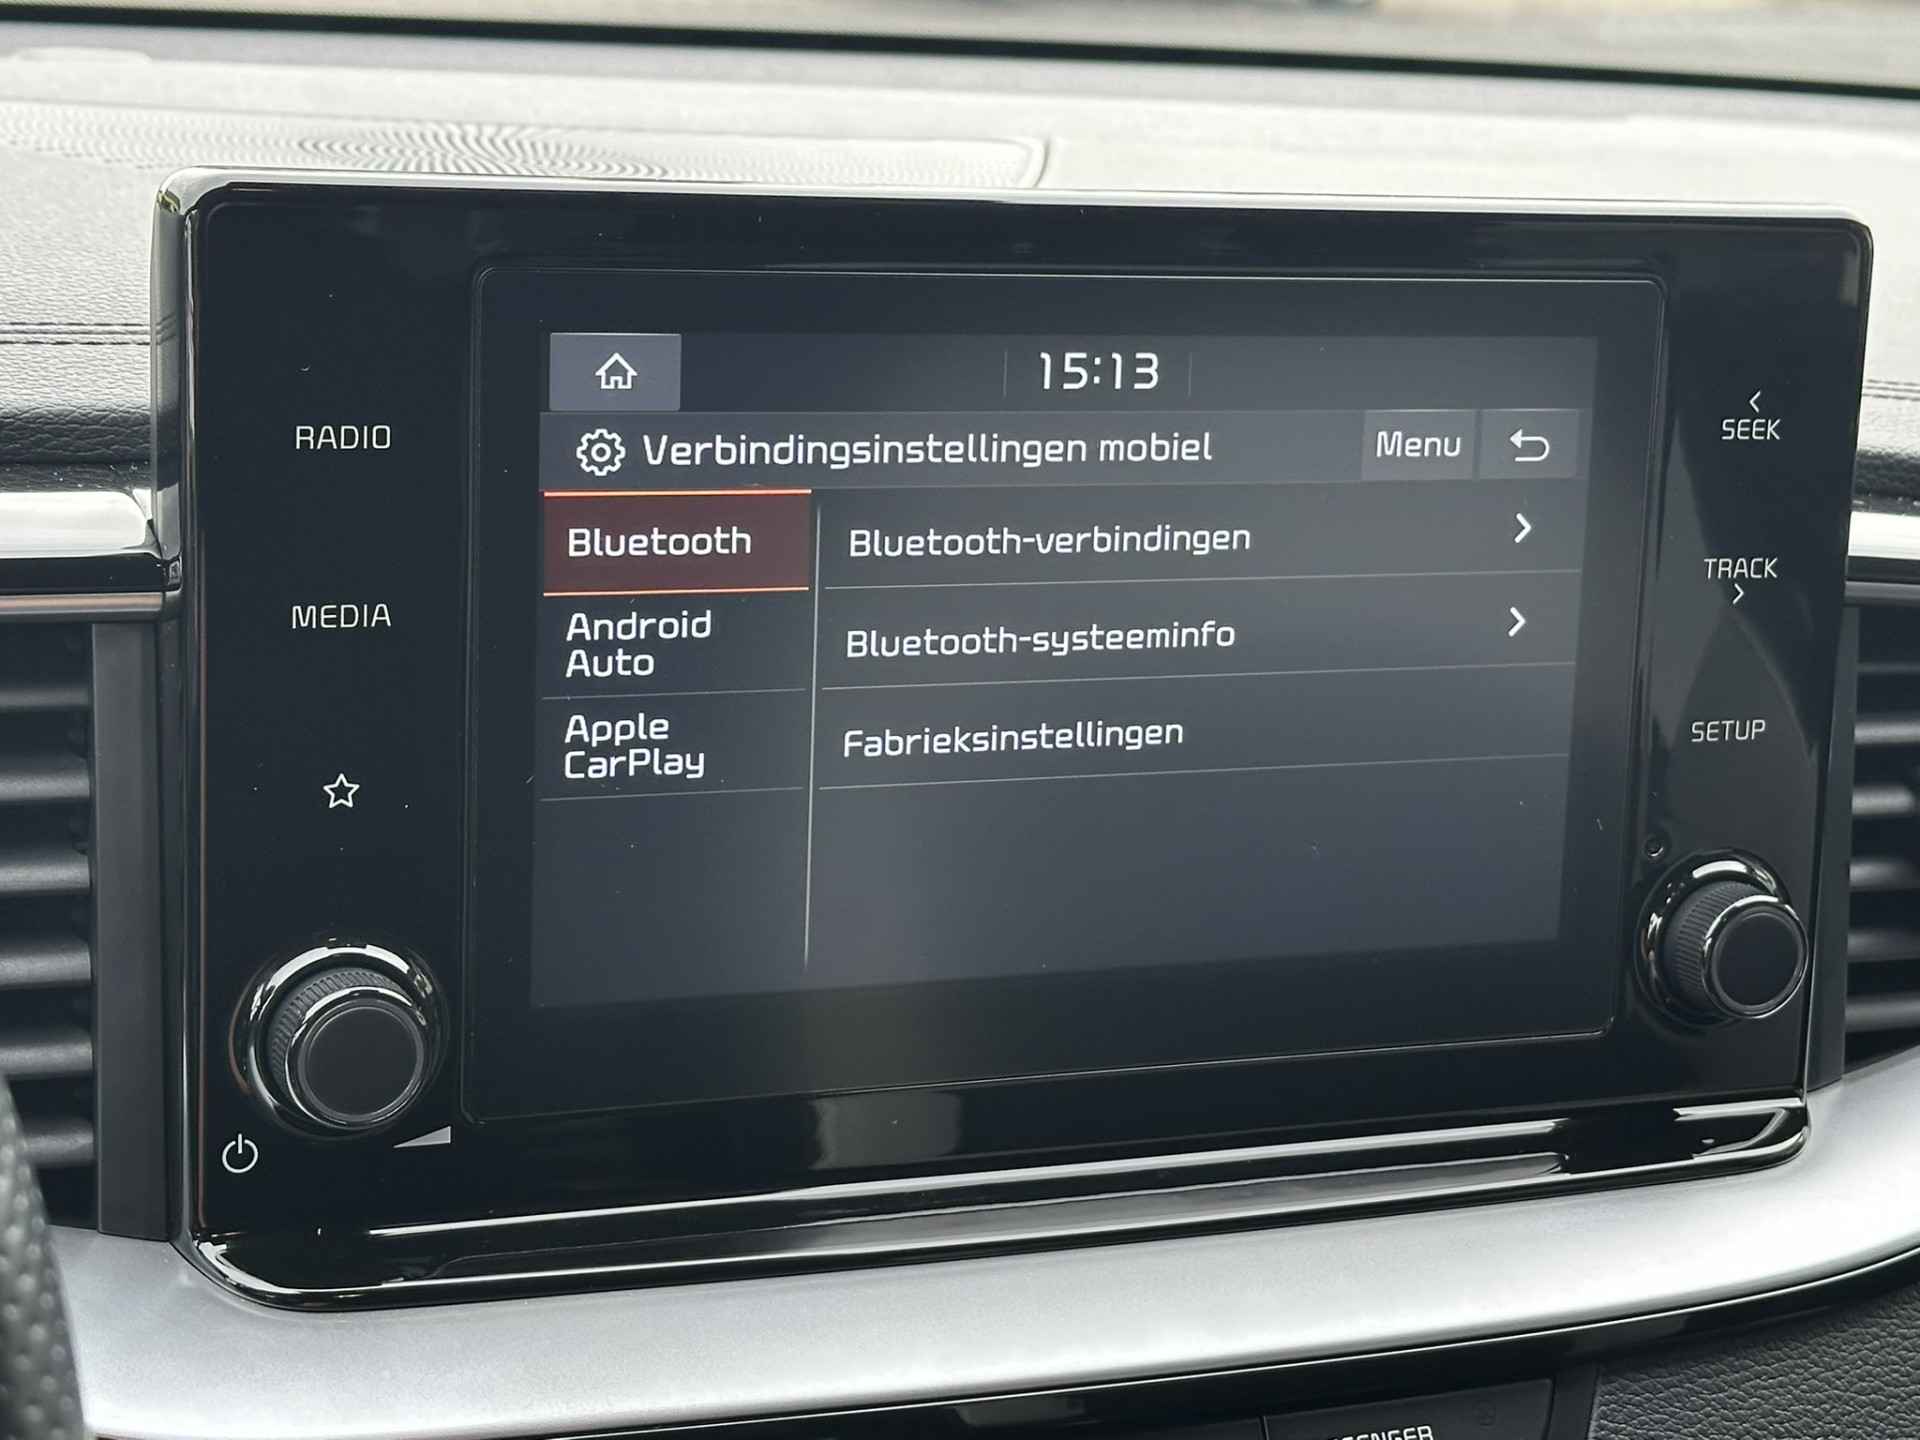 15:13
Verbindingsinstellingen mobiel
Menu
Bluetooth
Android
Auto
Apple
CarPlay
Bluetooth-verbindingen
Bluetooth-systeeminfo
Fabrieksinstellingen
RADIO
MEDIA
SEEK
TRACK
SETUP